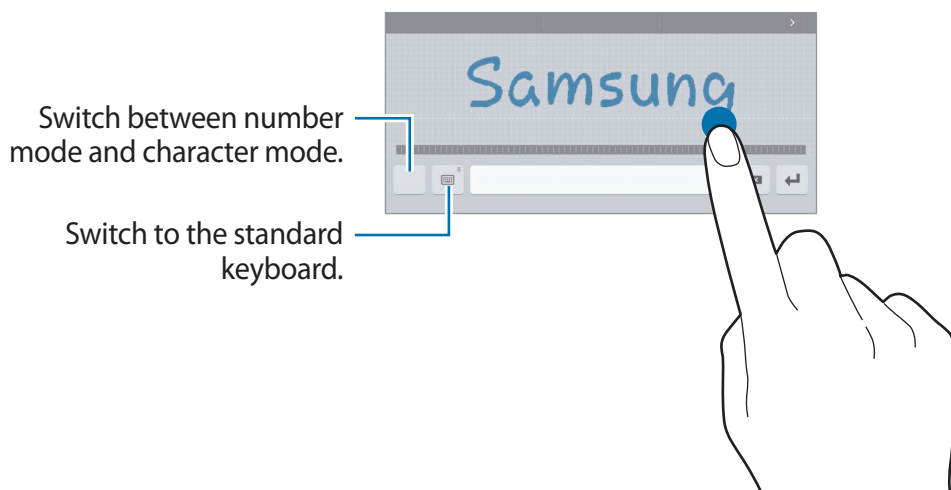 Samsung
Switch between number
mode and character mode.
Switch to the standard
keyboard.